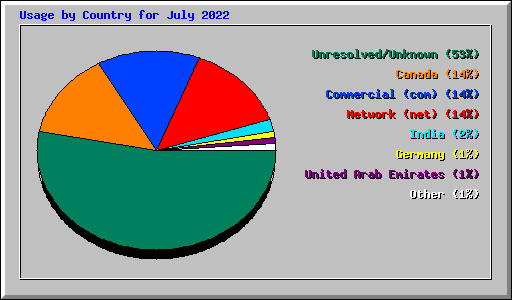 Usage by Country for July 2022
Unresolved/Unknown (53%)
Canada (14%)
Commercial (com) (14%)
Network (net) (14%)
India (2%)
Germany (1%)
United Arab Emirates (1%)
Other (1%)